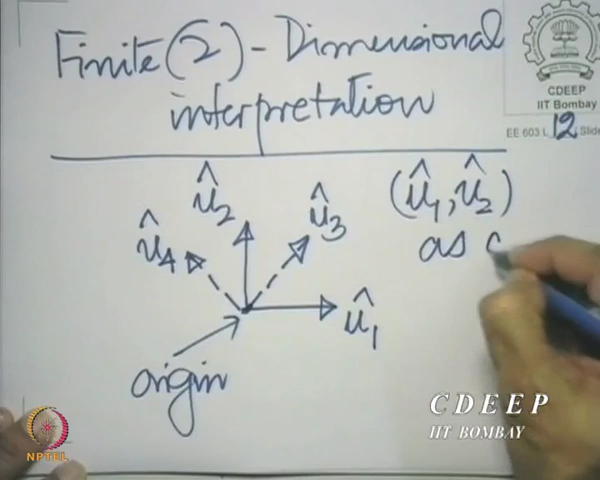 Finite(2)-Dimensional
interpretation
CDEEP
IIT Bombay
EE 603 L 12 Slide
û₂
û₃
û₄
(û₁, û₂)
as
û₁
origin
CDEEP
IIT BOMBAY
NPTEL